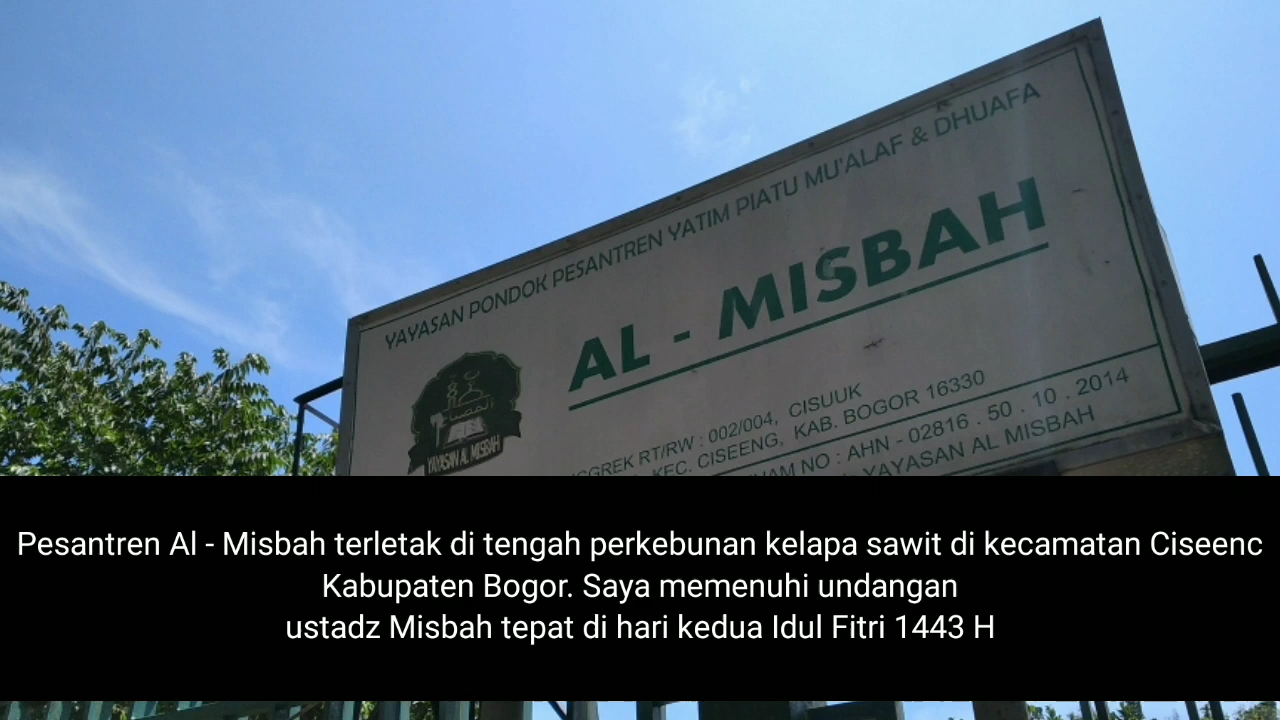 YAYASAN PONDOK PESANTREN YATIM PIATU MU'ALAF & DHUAFA
AL - MISBAH
YAYASAN AL MISBAH
RT/RW : 002/004, CISUUK
KEC. CISEENG, KAB. BOGOR 16330
NO : AHN - 02816 . 50 . 10 . 2014
YAYASAN AL MISBAH
Pesantren Al - Misbah terletak di tengah perkebunan kelapa sawit di kecamatan Ciseenc
Kabupaten Bogor. Saya memenuhi undangan
ustadz Misbah tepat di hari kedua Idul Fitri 1443 H